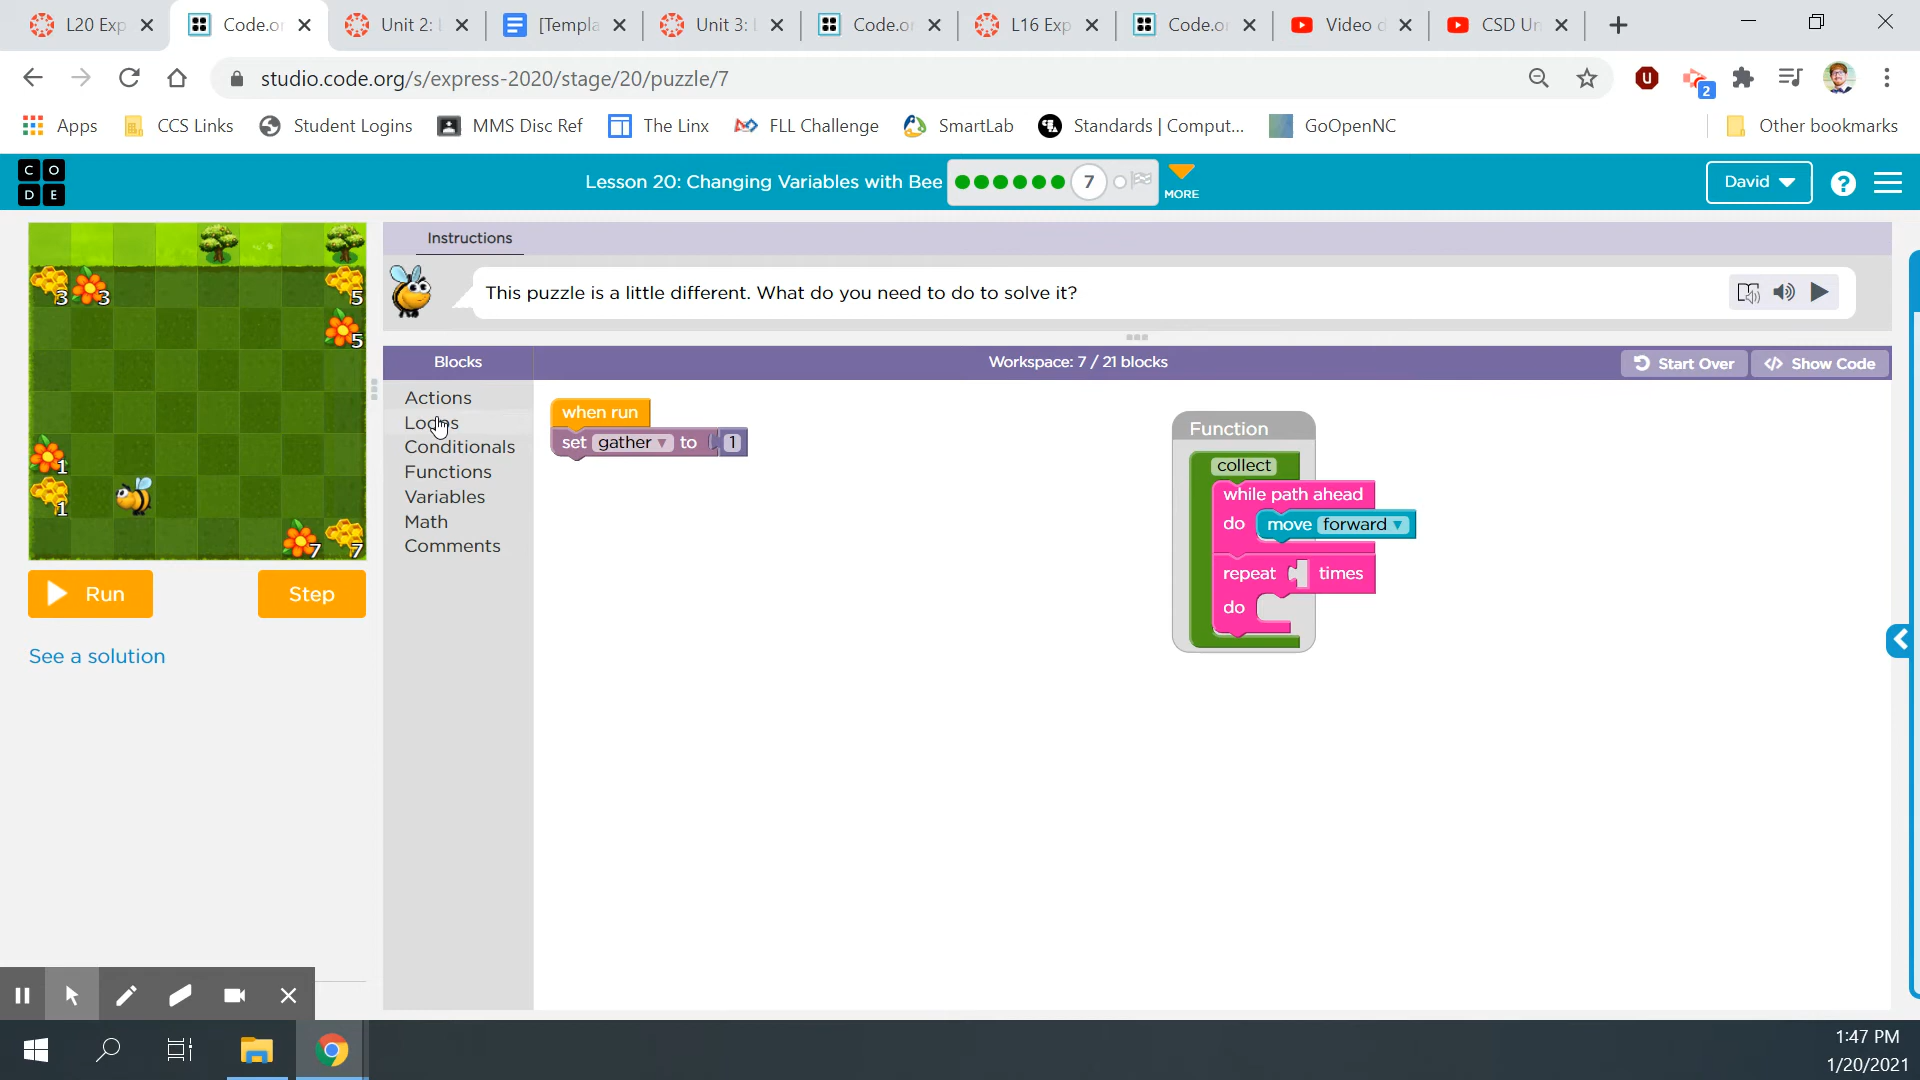 L20 Exp
Code.or
Unit 2:
[Templa
Unit 3:
Code.or
L16 Exp
Code.or
Video
CSD Un
studio.code.org/s/express-2020/stage/20/puzzle/7
U
2
Apps
CCS Links
Student Logins
MMS Disc Ref
The Linx
FLL Challenge
SmartLab
Standards | Comput...
GoOpenNC
Other bookmarks
C O
D E
Lesson 20: Changing Variables with Bee
7
MORE
David
?
3
3
5
5
1
1
7
7
Instructions
This puzzle is a little different. What do you need to do to solve it?
Blocks
Workspace: 7 / 21 blocks
Start Over
Show Code
Actions
Loops
Conditionals
Functions
Variables
Math
Comments
when run
set gather to 1
Function
collect
while path ahead
do move forward
repeat times
do
Run
Step
See a solution
1:47 PM
1/20/2021